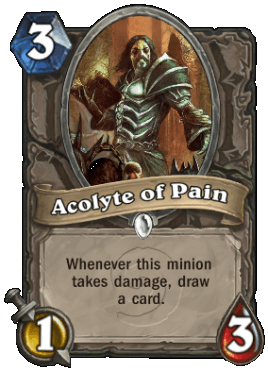 3
Acolyte of Pain
Whenever this minion
takes damage, draw
a card.
1
3